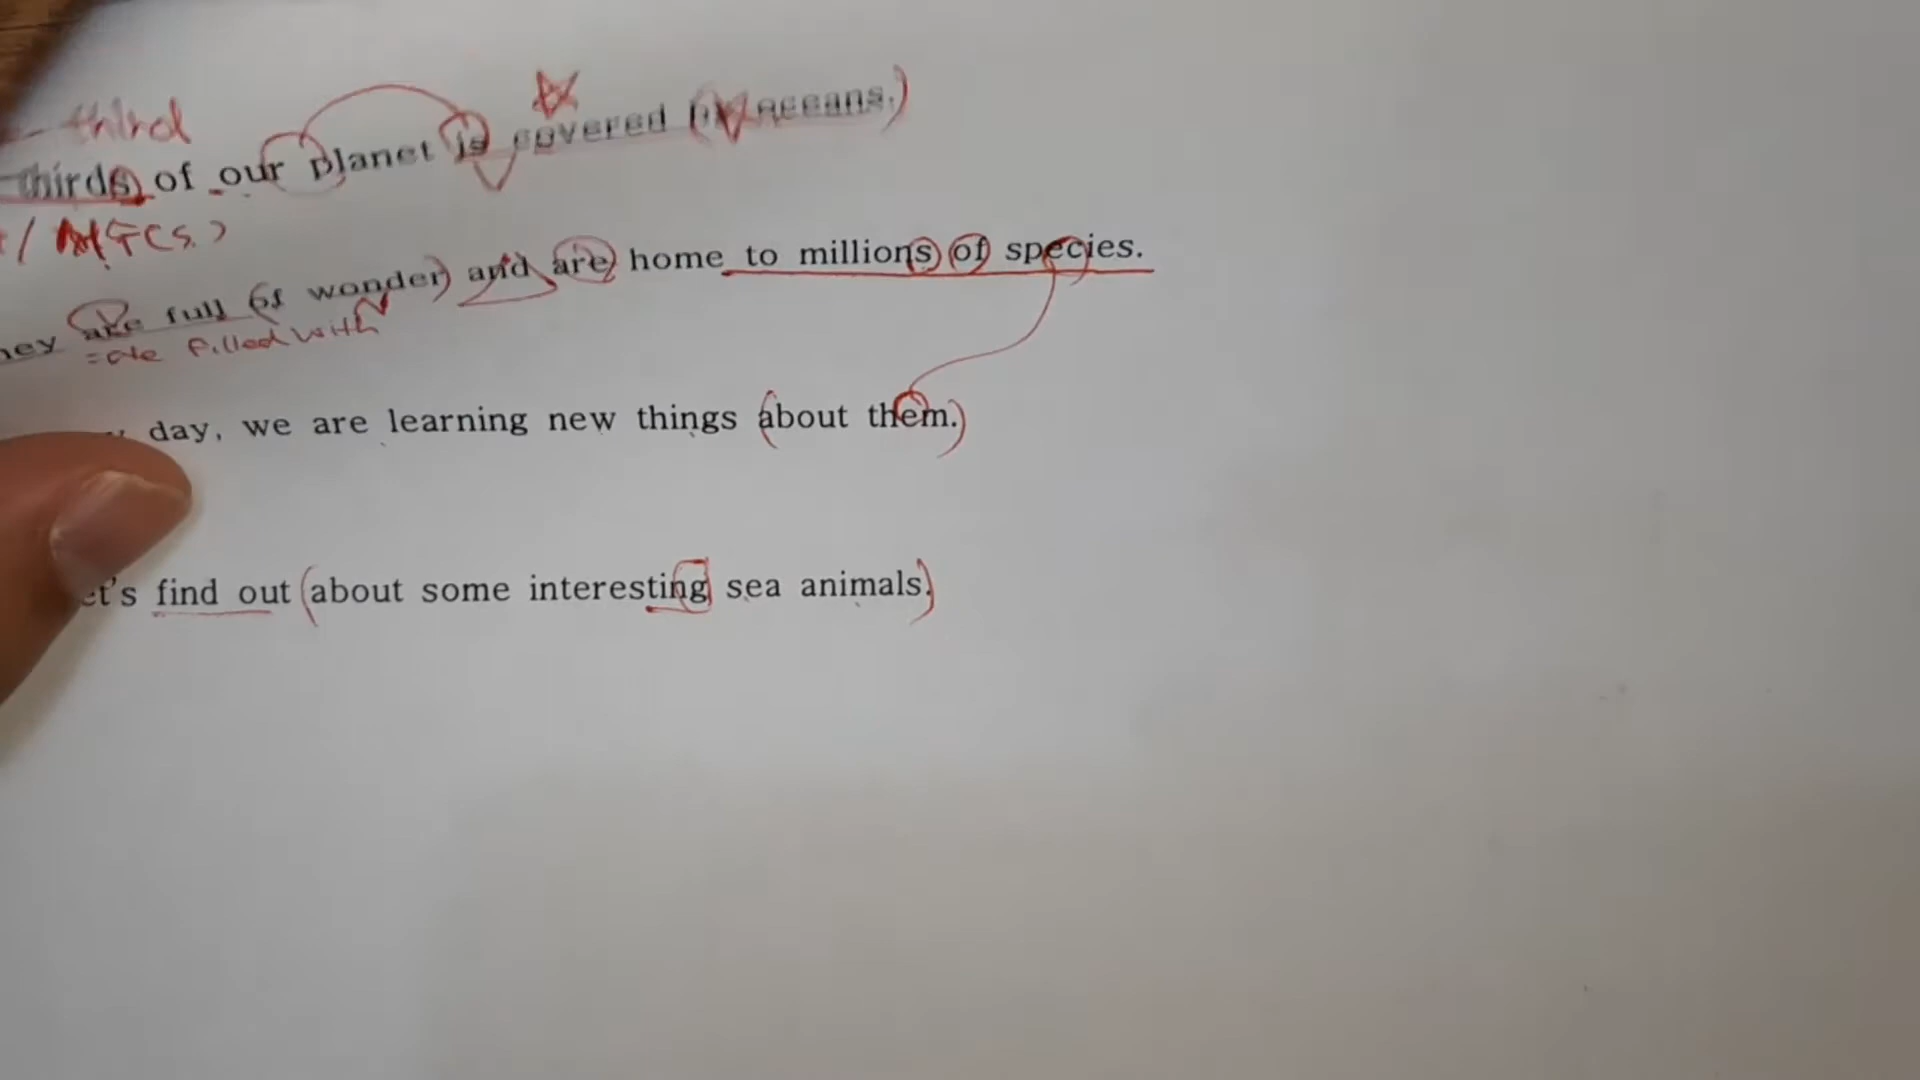 third
thirds of our planet is covered by oceans.
are full of wonder and are home to millions of species.
= are filled with
day, we are learning new things about them.
et's find out about some interesting sea animals.